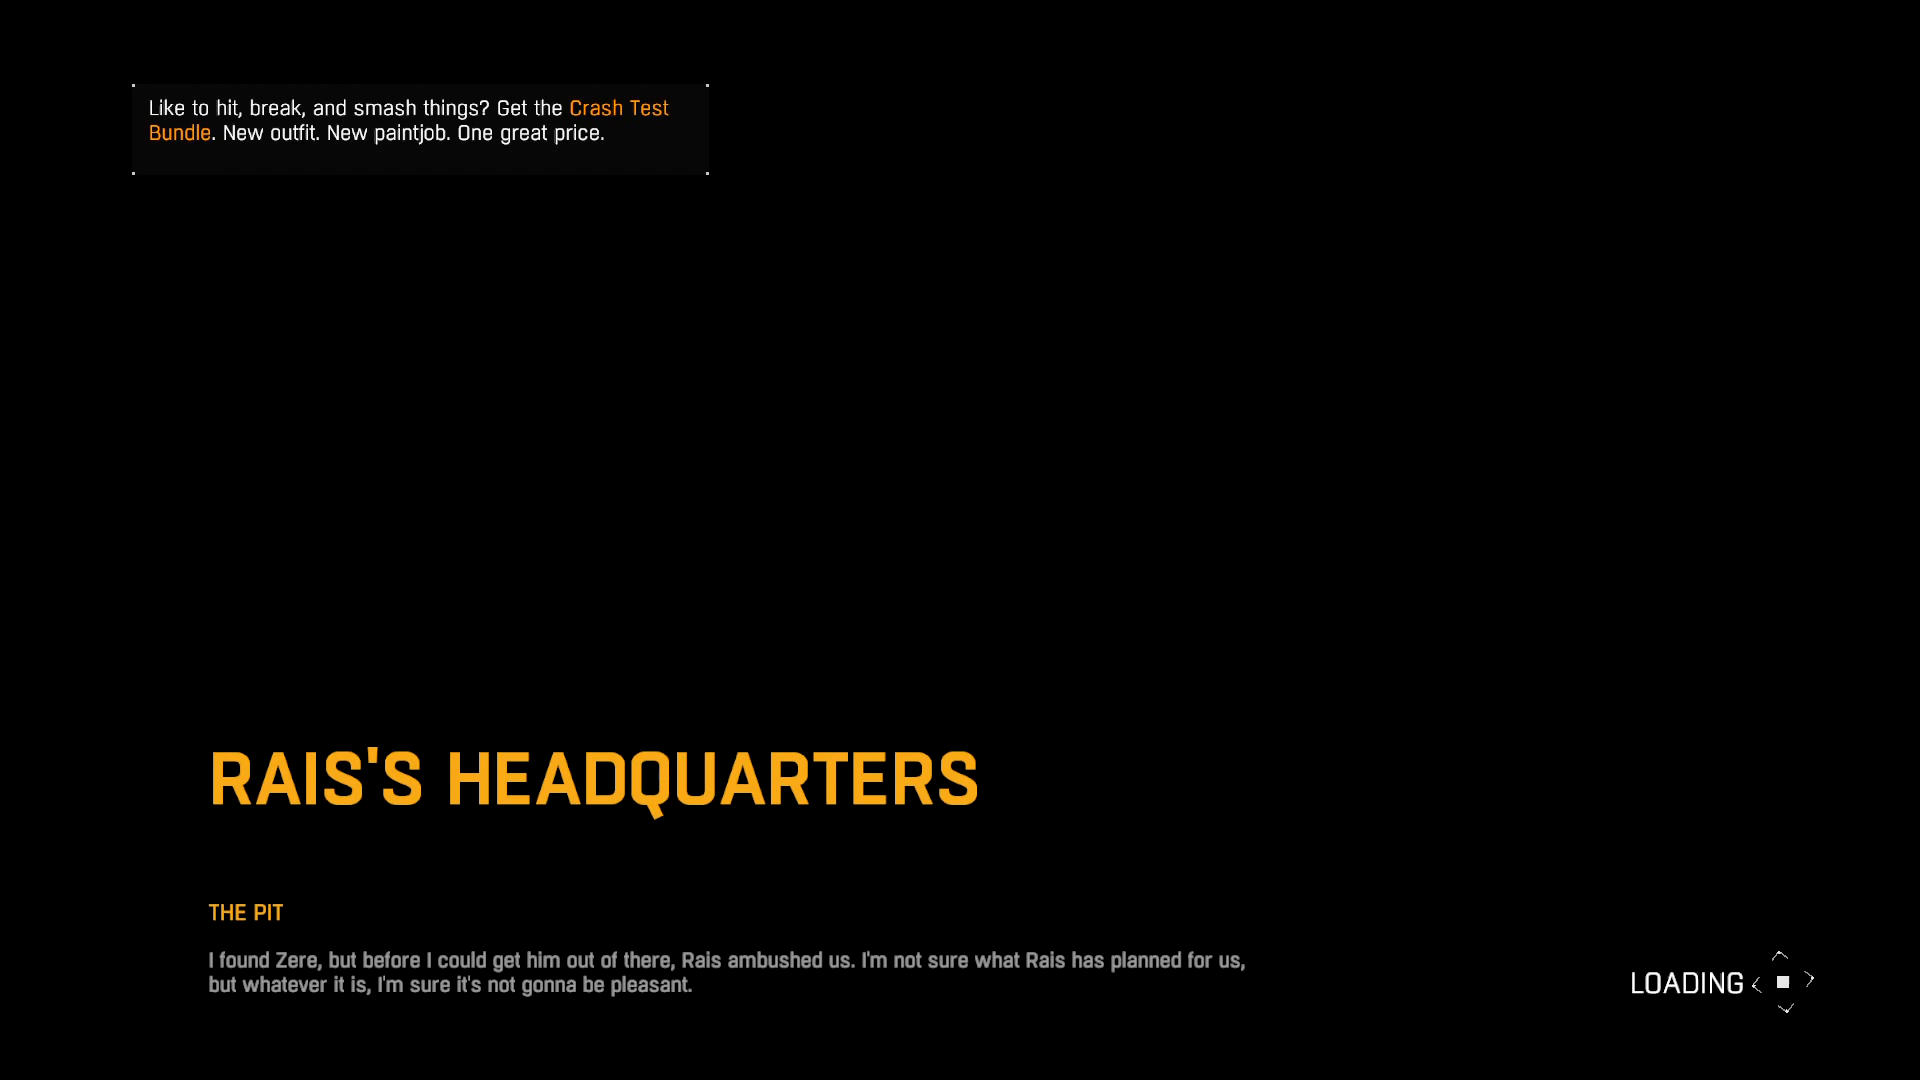 Like to hit, break, and smash things? Get the Crash Test
Bundle. New outfit. New paintjob. One great price.
RAIS'S HEADQUARTERS
THE PIT
I found Zere, but before I could get him out of there, Rais ambushed us. I'm not sure what Rais has planned for us,
but whatever it is, I'm sure it's not gonna be pleasant.
LOADING